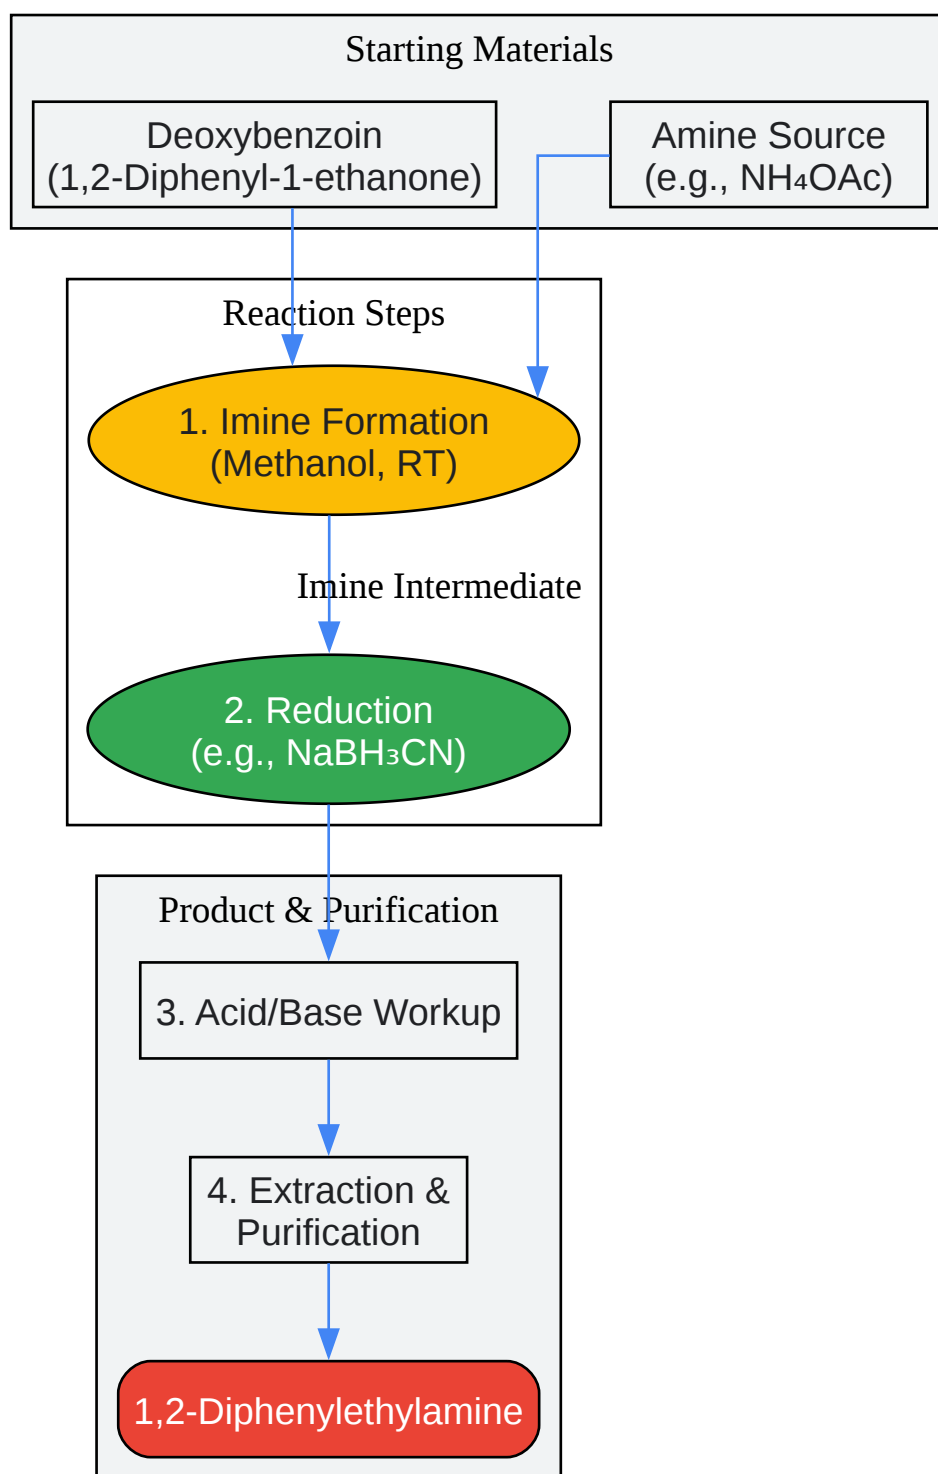 Starting Materials
Deoxybenzoin
(1,2-Diphenyl-1-ethanone)
Amine Source
(e.g., NH₄OAc)
Reaction Steps
1. Imine Formation
(Methanol, RT)
Imine Intermediate
2. Reduction
(e.g., NaBH₃CN)
Product & Purification
3. Acid/Base Workup
4. Extraction &
Purification
1,2-Diphenylethylamine